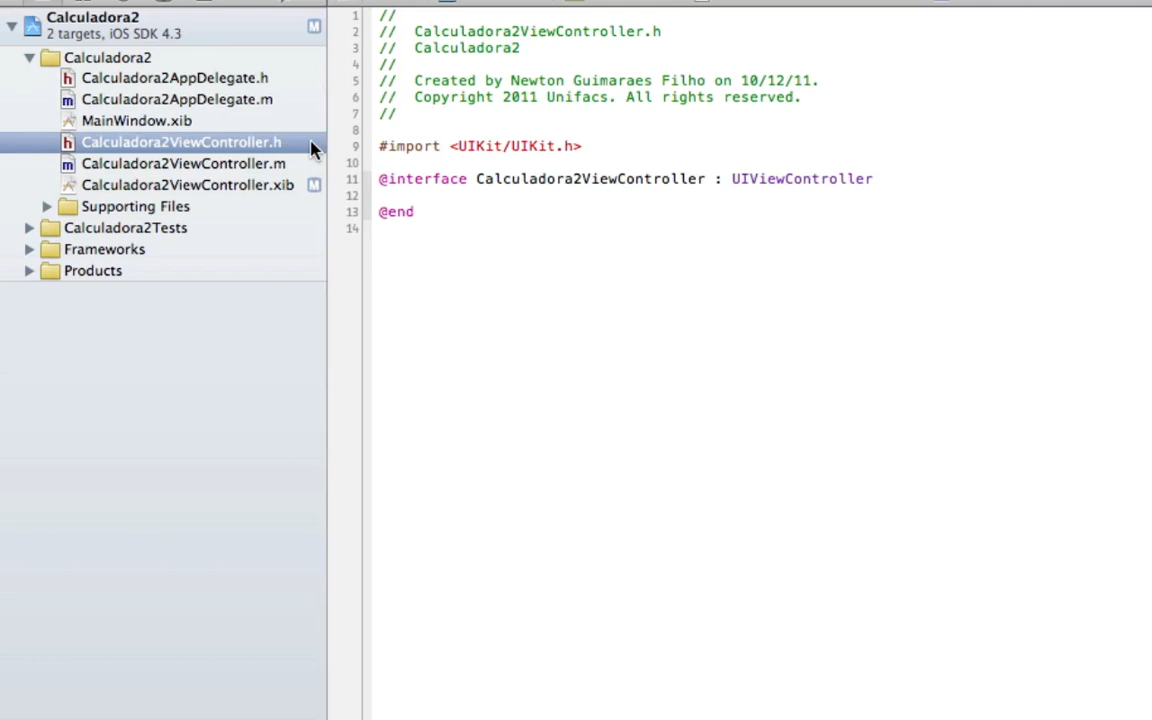 Calculadora2
2 targets, iOS SDK 4.3
M
Calculadora2
h Calculadora2AppDelegate.h
m Calculadora2AppDelegate.m
MainWindow.xib
h Calculadora2ViewController.h
m Calculadora2ViewController.m
Calculadora2ViewController.xib M
Supporting Files
Calculadora2Tests
Frameworks
Products
1 //
2 //  Calculadora2ViewController.h
3 //  Calculadora2
4 //
5 //  Created by Newton Guimaraes Filho on 10/12/11.
6 //  Copyright 2011 Unifacs. All rights reserved.
7 //
8
9 #import <UIKit/UIKit.h>
10
11 @interface Calculadora2ViewController : UIViewController
12
13 @end
14